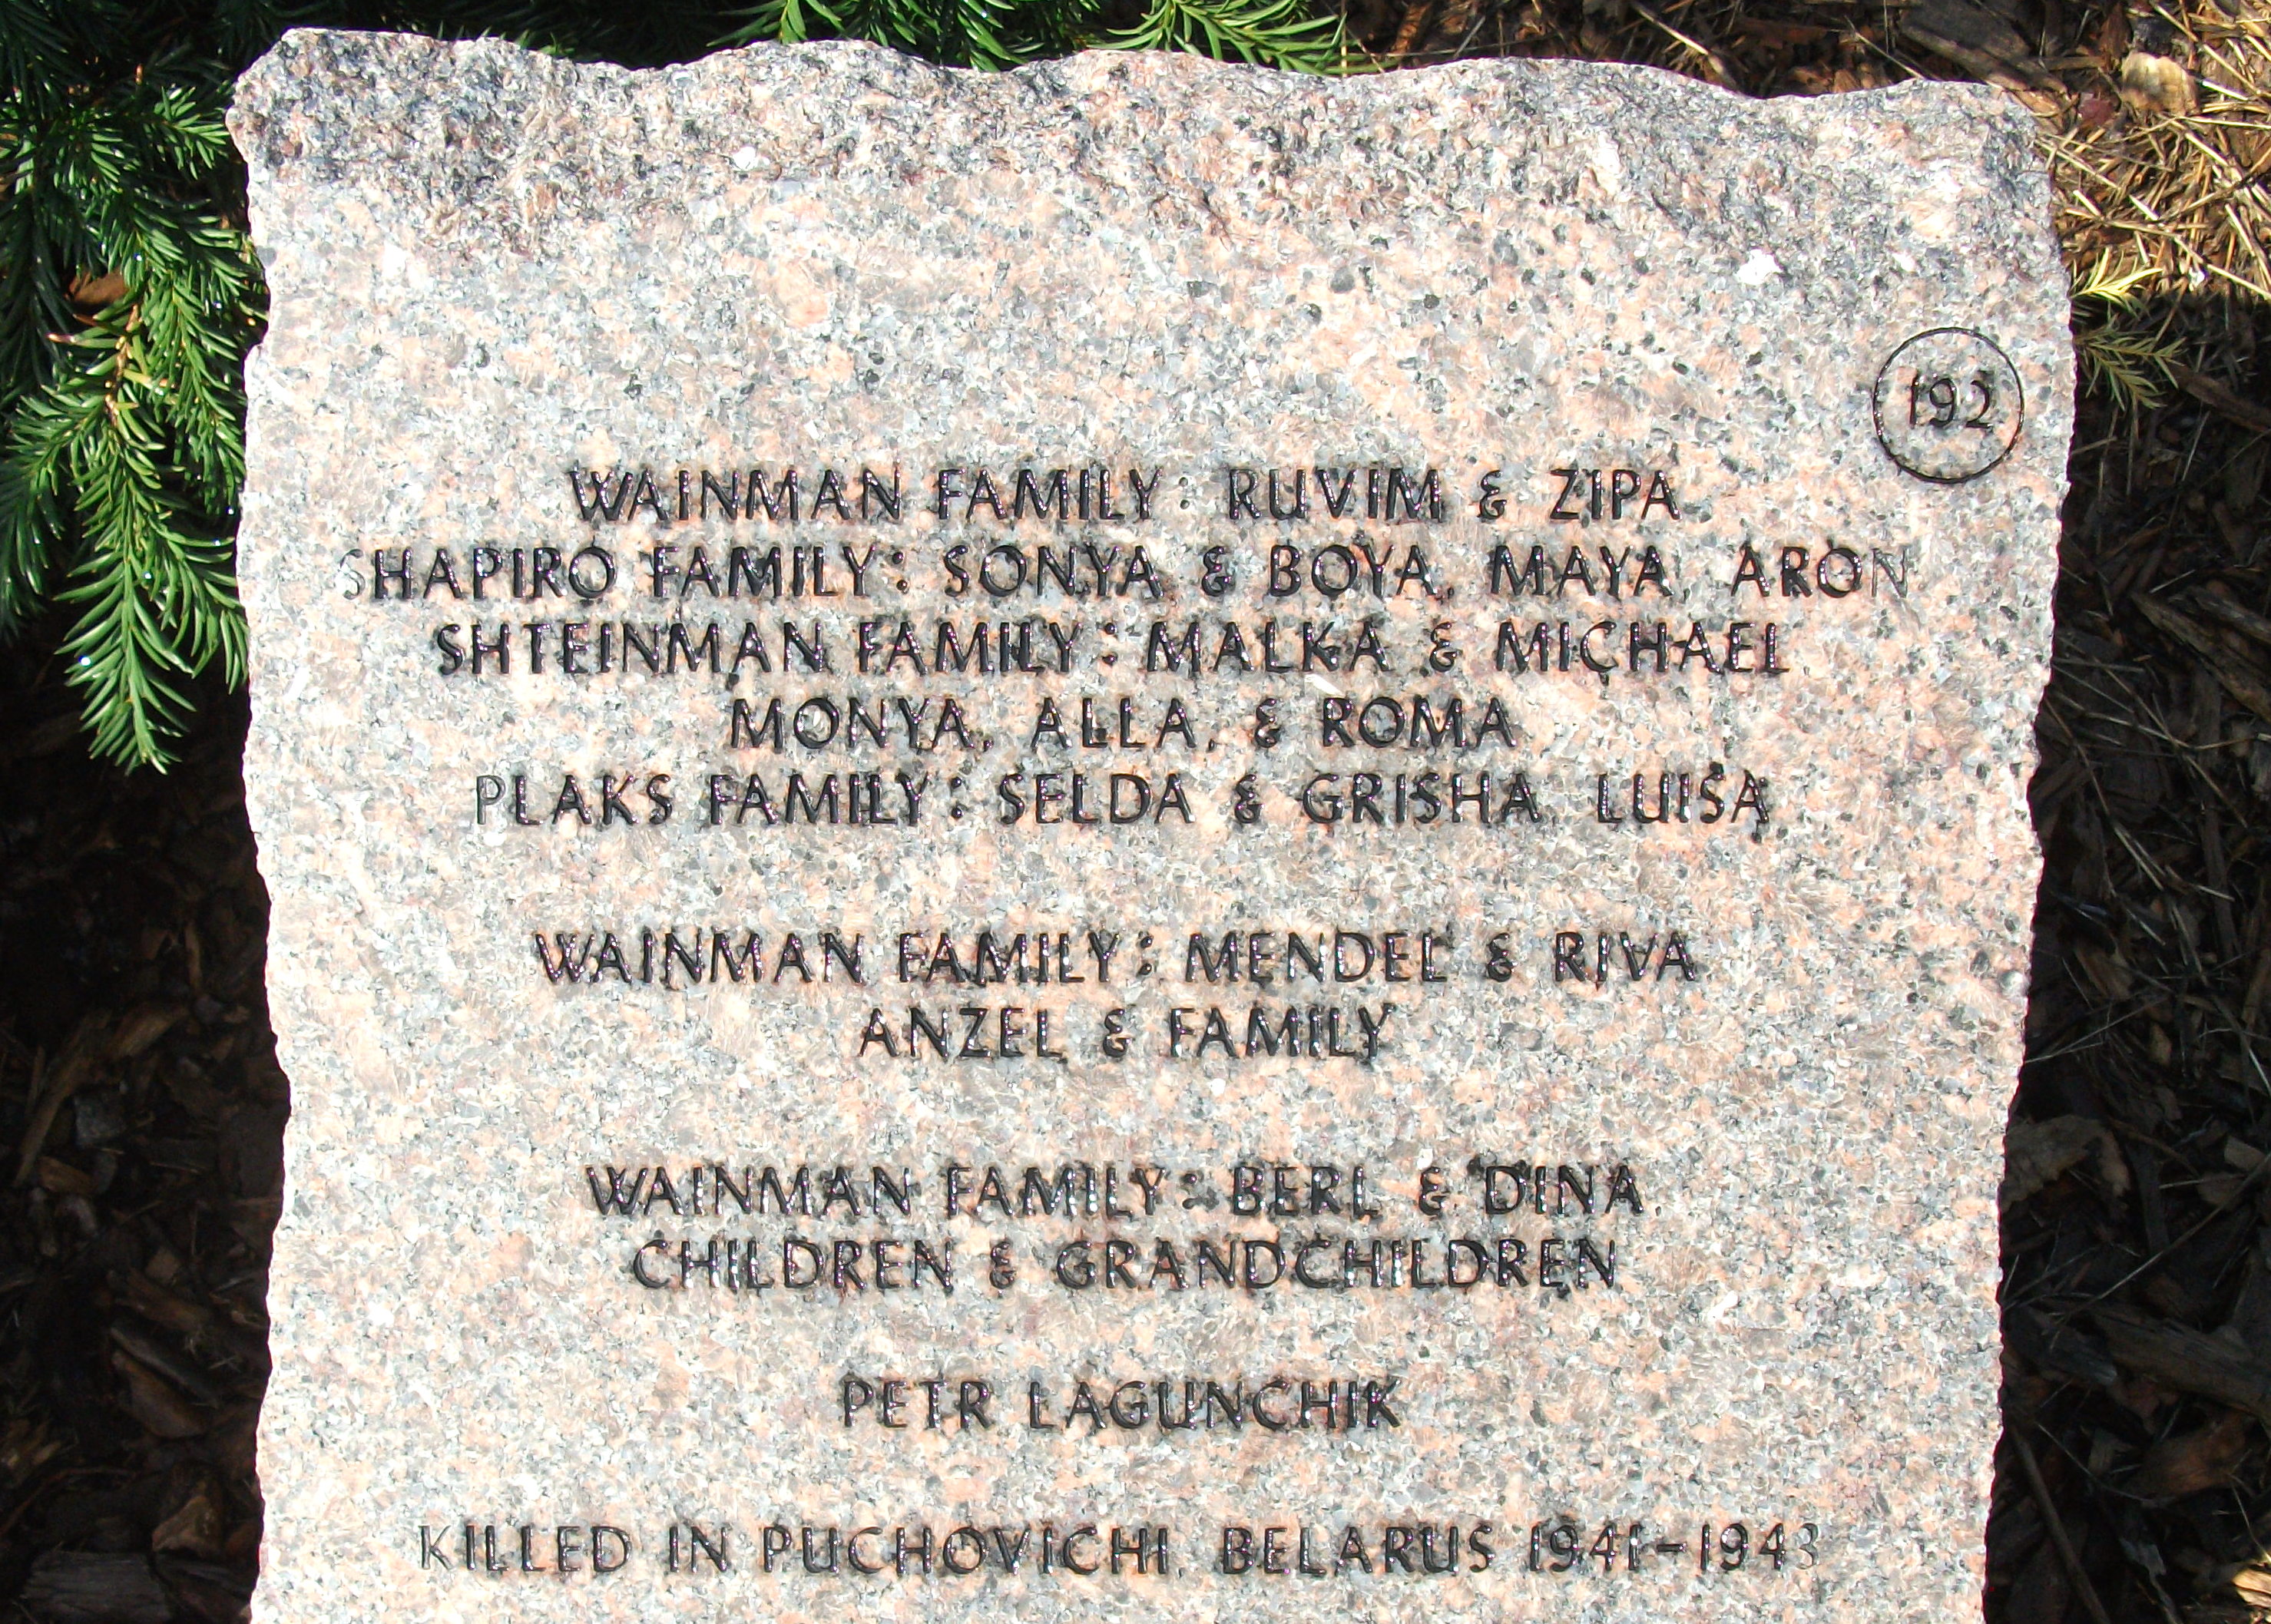 192
WAINMAN FAMILY: RUVIM & ZIPA
SHAPIRO FAMILY: SONYA & BOYA, MAYA, ARON
SHTEINMAN FAMILY: MALKA & MICHAEL
MONYA, ALLA, & ROMA
PLAKS FAMILY: SELDA & GRISHA, LUISA
WAINMAN FAMILY: MENDEL & RIVA
ANZEL & FAMILY
WAINMAN FAMILY: BERL & DINA,
CHILDREN & GRANDCHILDREN
PETR LAGUNCHIK
KILLED IN PUCHOVICHI BELARUS 1941-1943